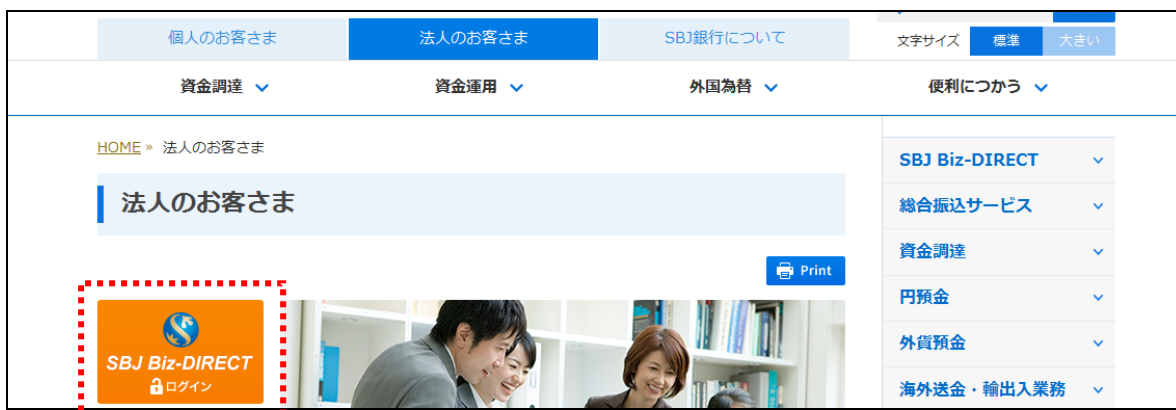 個人のお客さま
法人のお客さま
SBJ銀行について
文字サイズ 標準 大きい
資金調達
資金運用
外国為替
便利につかう
HOME » 法人のお客さま
法人のお客さま
Print
SBJ Biz-DIRECT
ログイン
SBJ Biz-DIRECT
総合振込サービス
資金調達
円預金
外貨預金
海外送金・輸出入業務